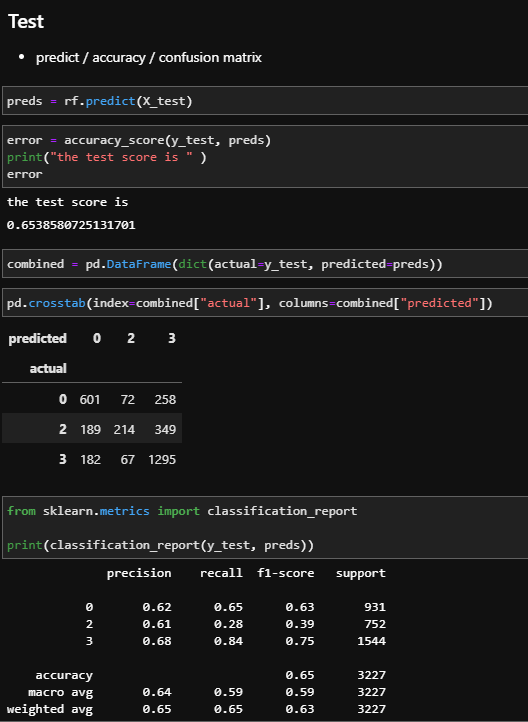 Test
• predict / accuracy / confusion matrix
preds = rf.predict(X_test)
error = accuracy_score(y_test, preds)
print("the test score is " )
error
the test score is
0.6538580725131701
combined = pd.DataFrame(dict(actual=y_test, predicted=preds))
pd.crosstab(index=combined["actual"], columns=combined["predicted"])
predicted 0 2 3
actual
0 601 72 258
2 189 214 349
3 182 67 1295
from sklearn.metrics import classification_report
print(classification_report(y_test, preds))
precision recall f1-score support
0 0.62 0.65 0.63 931
2 0.61 0.28 0.39 752
3 0.68 0.84 0.75 1544
accuracy 0.65 3227
macro avg 0.64 0.59 0.59 3227
weighted avg 0.65 0.65 0.63 3227